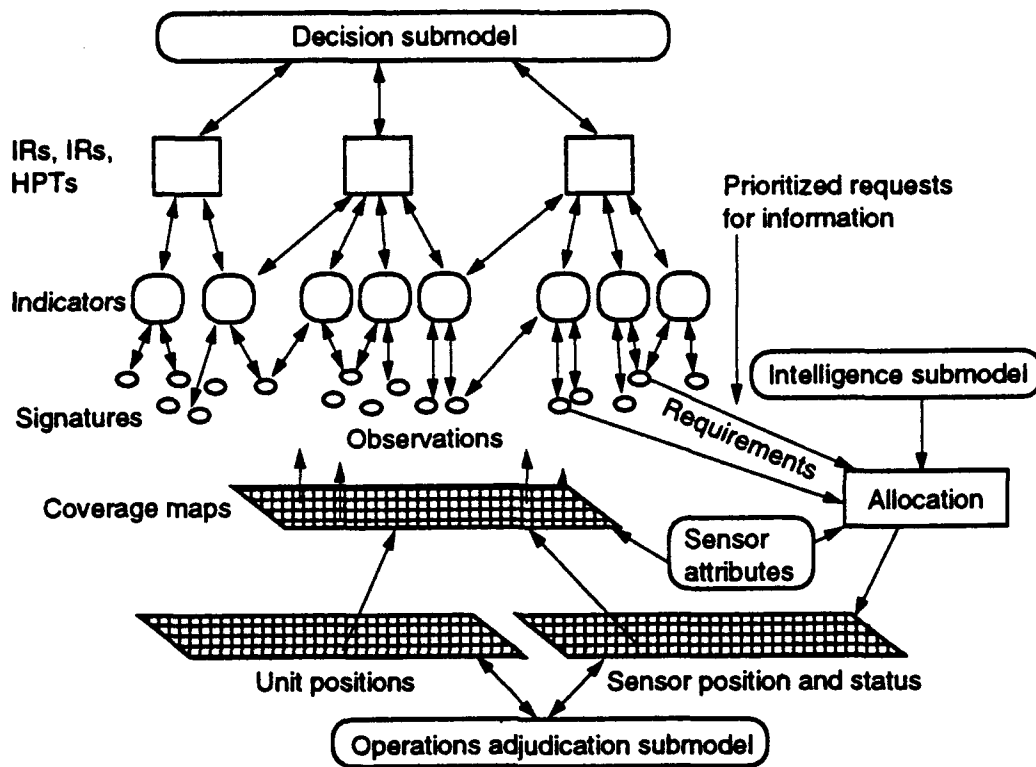 Decision submodel
IRs, IRs,
HPTs
Prioritized requests
for information
Indicators
Intelligence submodel
Signatures
Observations
Requirements
Coverage maps
Allocation
Sensor
attributes
Unit positions
Sensor position and status
Operations adjudication submodel